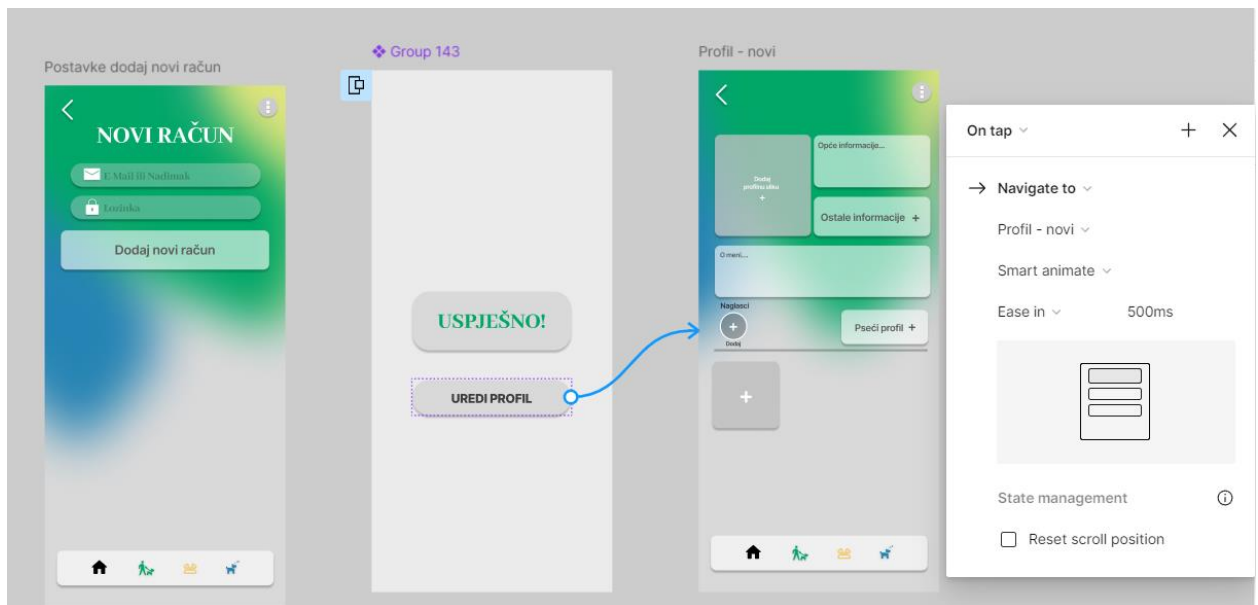 Postavke dodaj novi račun
NOVI RAČUN
E-Mail ili Nadimak
Lozinka
Dodaj novi račun
Group 143
USPJEŠNO!
UREDI PROFIL
Profil - novi
Dodaj
profilnu sliku
+
Opće informacije...
Ostale informacije +
O meni...
Naglasci
+
Dodaj
Pseći profil +
+
On tap
Navigate to
Profil - novi
Smart animate
Ease in 500ms
State management
Reset scroll position